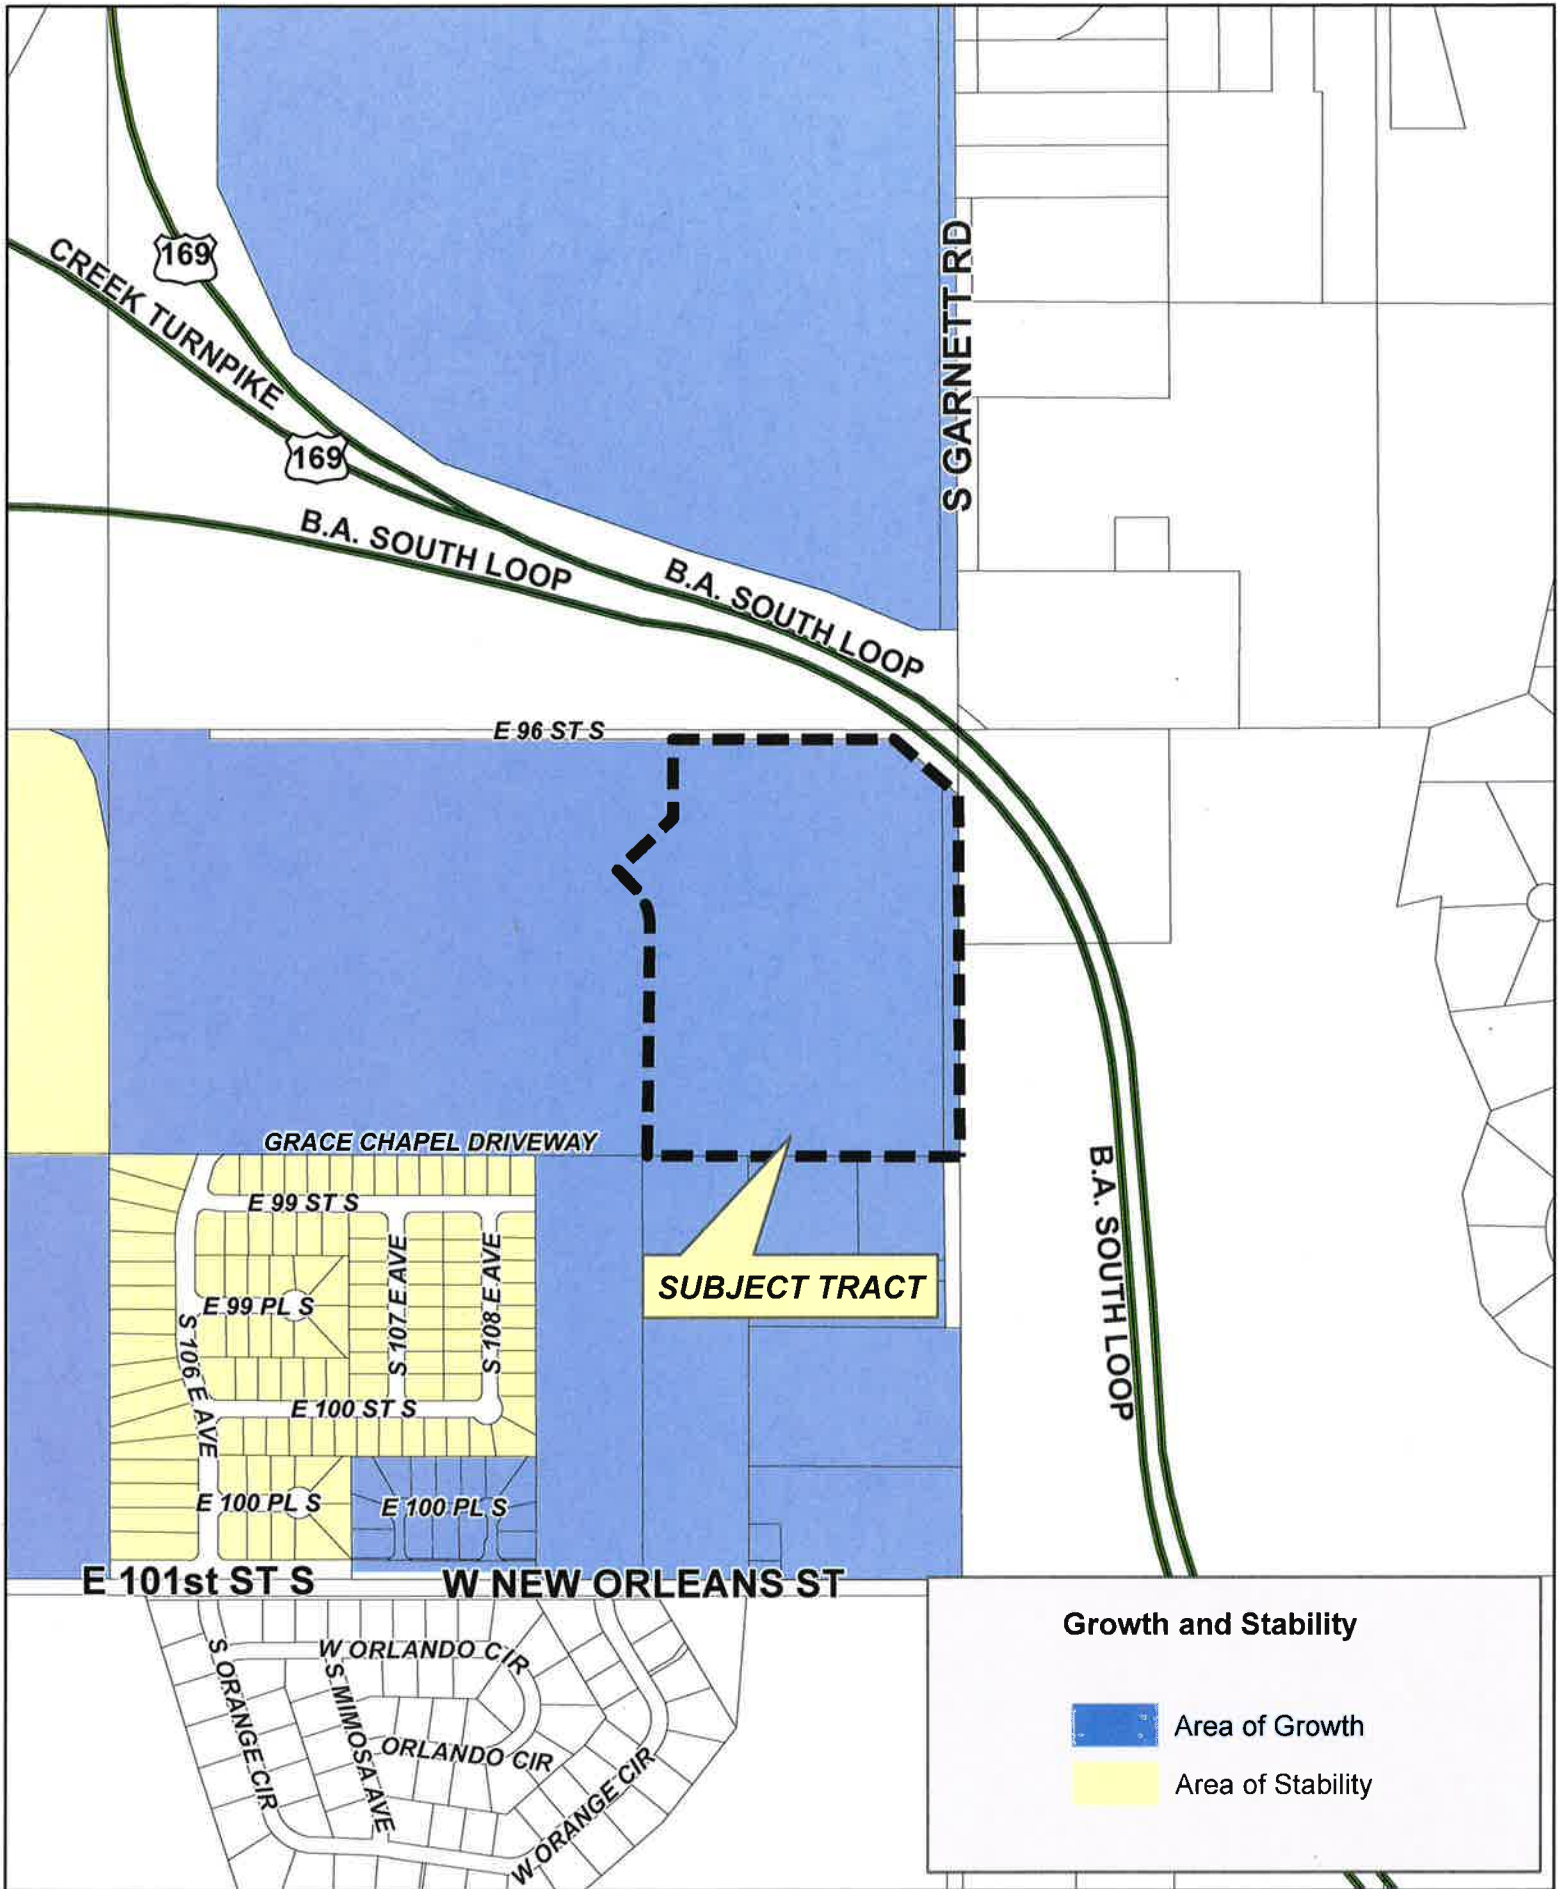 169
CREEK TURNPIKE
S GARNETT RD
169
B.A. SOUTH LOOP
B.A. SOUTH LOOP
E 96 ST S
GRACE CHAPEL DRIVEWAY
B.A. SOUTH LOOP
E 99 ST S
S 107 E AVE
S 108 E AVE
SUBJECT TRACT
E 99 PL S
S 106 E AVE
E 100 ST S
E 100 PL S
E 100 PL S
E 101st ST S
W NEW ORLEANS ST
Growth and Stability
W ORLANDO CIR
S ORANGE CIR
S MIMOSA AVE
Area of Growth
ORLANDO CIR
Area of Stability
W ORANGE CIR